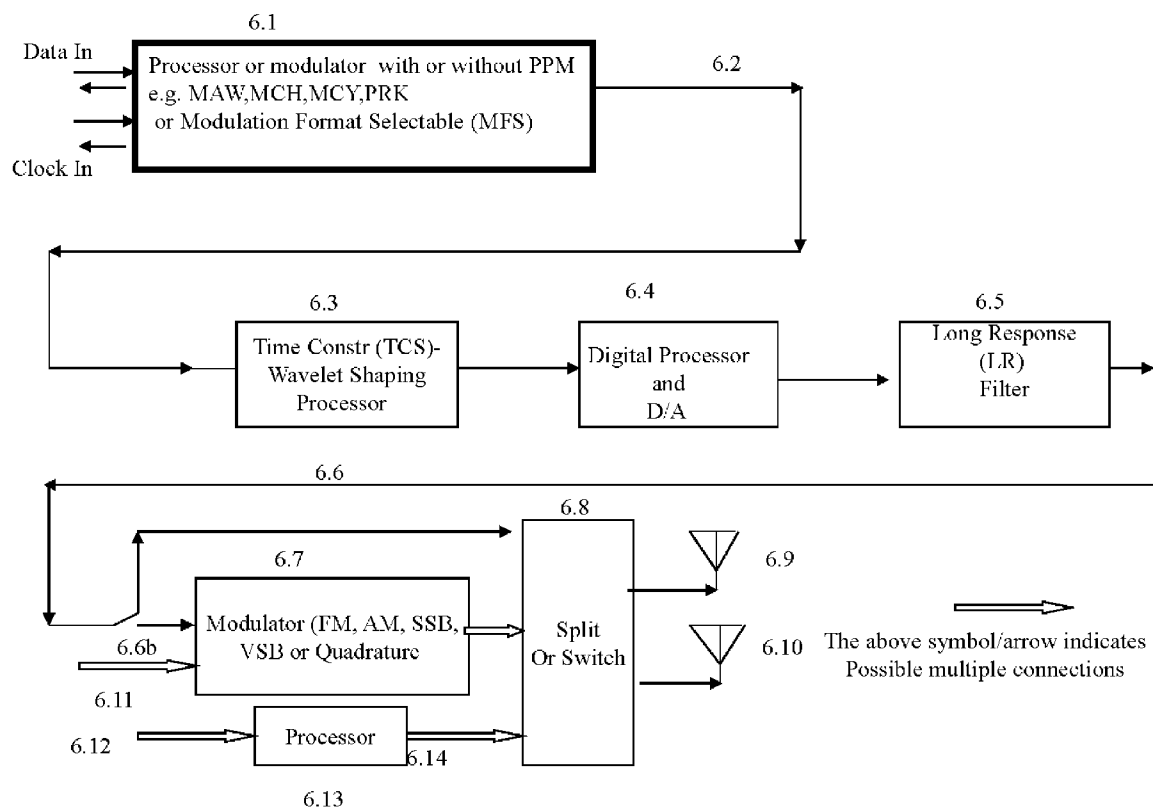 6.1
Data In
Processor or modulator with or without PPM
e.g. MAW,MCH,MCY,PRK
or Modulation Format Selectable (MFS)
6.2
Clock In
6.3
6.4
6.5
Time Constr (TCS)-
Wavelet Shaping
Processor
Digital Processor
and
D/A
Long Response
(LR)
Filter
6.6
6.8
6.7
6.9
Modulator (FM, AM, SSB,
VSB or Quadrature
6.6b
Split
Or Switch
6.10
The above symbol/arrow indicates
Possible multiple connections
6.11
6.12
Processor
6.14
6.13